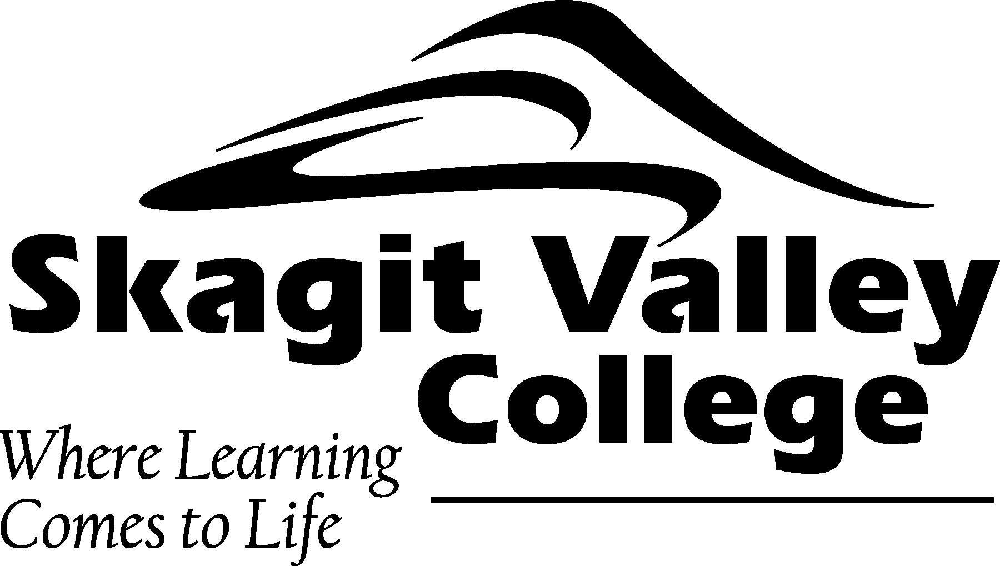 Skagit Valley
College
Where Learning
Comes to Life